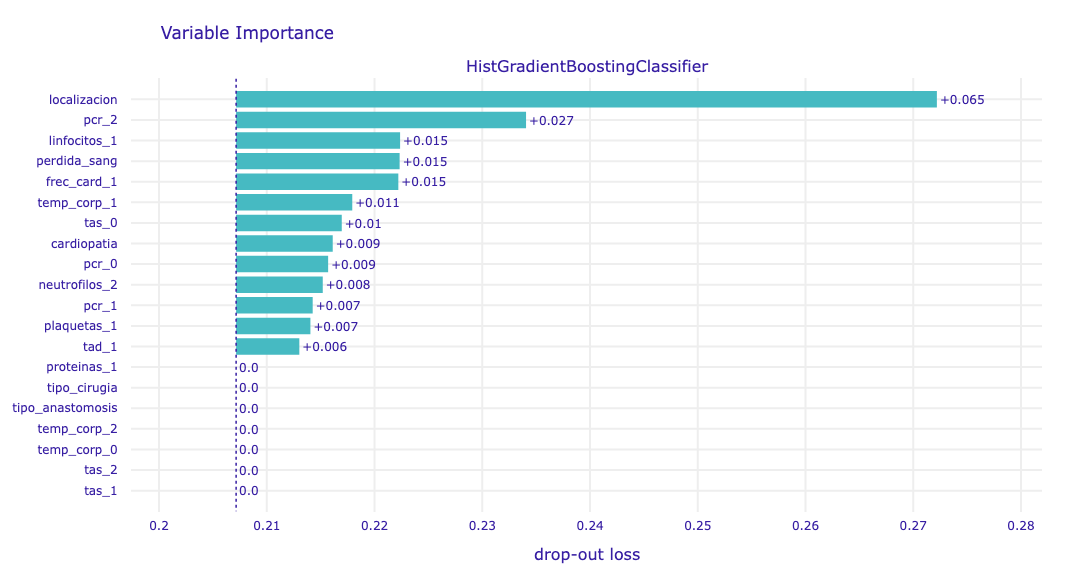 Variable Importance
HistGradientBoostingClassifier
localizacion +0.065
pcr_2 +0.027
linfocitos_1 +0.015
perdida_sang +0.015
frec_card_1 +0.015
temp_corp_1 +0.011
tas_0 +0.01
cardiopatia +0.009
pcr_0 +0.009
neutrofilos_2 +0.008
pcr_1 +0.007
plaquetas_1 +0.007
tad_1 +0.006
proteinas_1 0.0
tipo_cirugia 0.0
tipo_anastomosis 0.0
temp_corp_2 0.0
temp_corp_0 0.0
tas_2 0.0
tas_1 0.0
0.2 0.21 0.22 0.23 0.24 0.25 0.26 0.27 0.28
drop-out loss